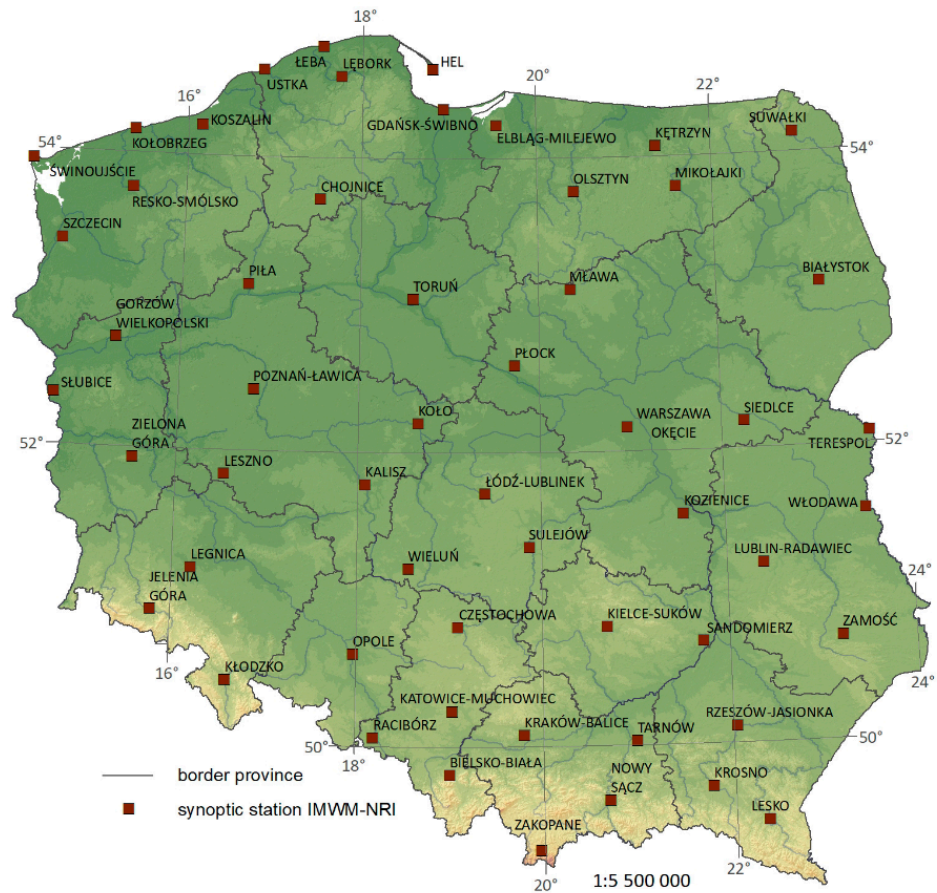 18°
ŁEBA
LĘBORK
HEL
USTKA
20°
22°
16°
KOSZALIN
GDAŃSK-ŚWIBNO
SUWAŁKI
KOŁOBRZEG
ELBLĄG-MILEJEWO
KĘTRZYN
54°
54°
ŚWINOUJŚCIE
CHOJNICE
OLSZTYN
MIKOŁAJKI
RESKO-SMÓLSKO
SZCZECIN
PIŁA
TORUŃ
MŁAWA
BIAŁYSTOK
GORZÓW
WIELKOPOLSKI
PŁOCK
SŁUBICE
POZNAŃ-ŁAWICA
KOŁO
WARSZAWA
OKĘCIE
SIEDLCE
ZIELONA
GÓRA
52°
TERESPOL
52°
LESZNO
KALISZ
ŁÓDŹ-LUBLINEK
KOZIENICE
WŁODAWA
SULEJÓW
LUBLIN-RADAWIEC
LEGNICA
WIELUŃ
24°
JELENIA
GÓRA
CZĘSTOCHOWA
KIELCE-SUKÓW
SANDOMIERZ
ZAMOŚĆ
OPOLE
16°
KŁODZKO
24°
KATOWICE-MUCHOWIEC
RZESZÓW-JASIONKA
RACIBÓRZ
KRAKÓW-BALICE
TARNÓW
50°
50°
18°
BIELSKO-BIAŁA
NOWY
SĄCZ
KROSNO
LESKO
border province
synoptic station IMWM-NRI
ZAKOPANE
22°
20°
1:5 500 000